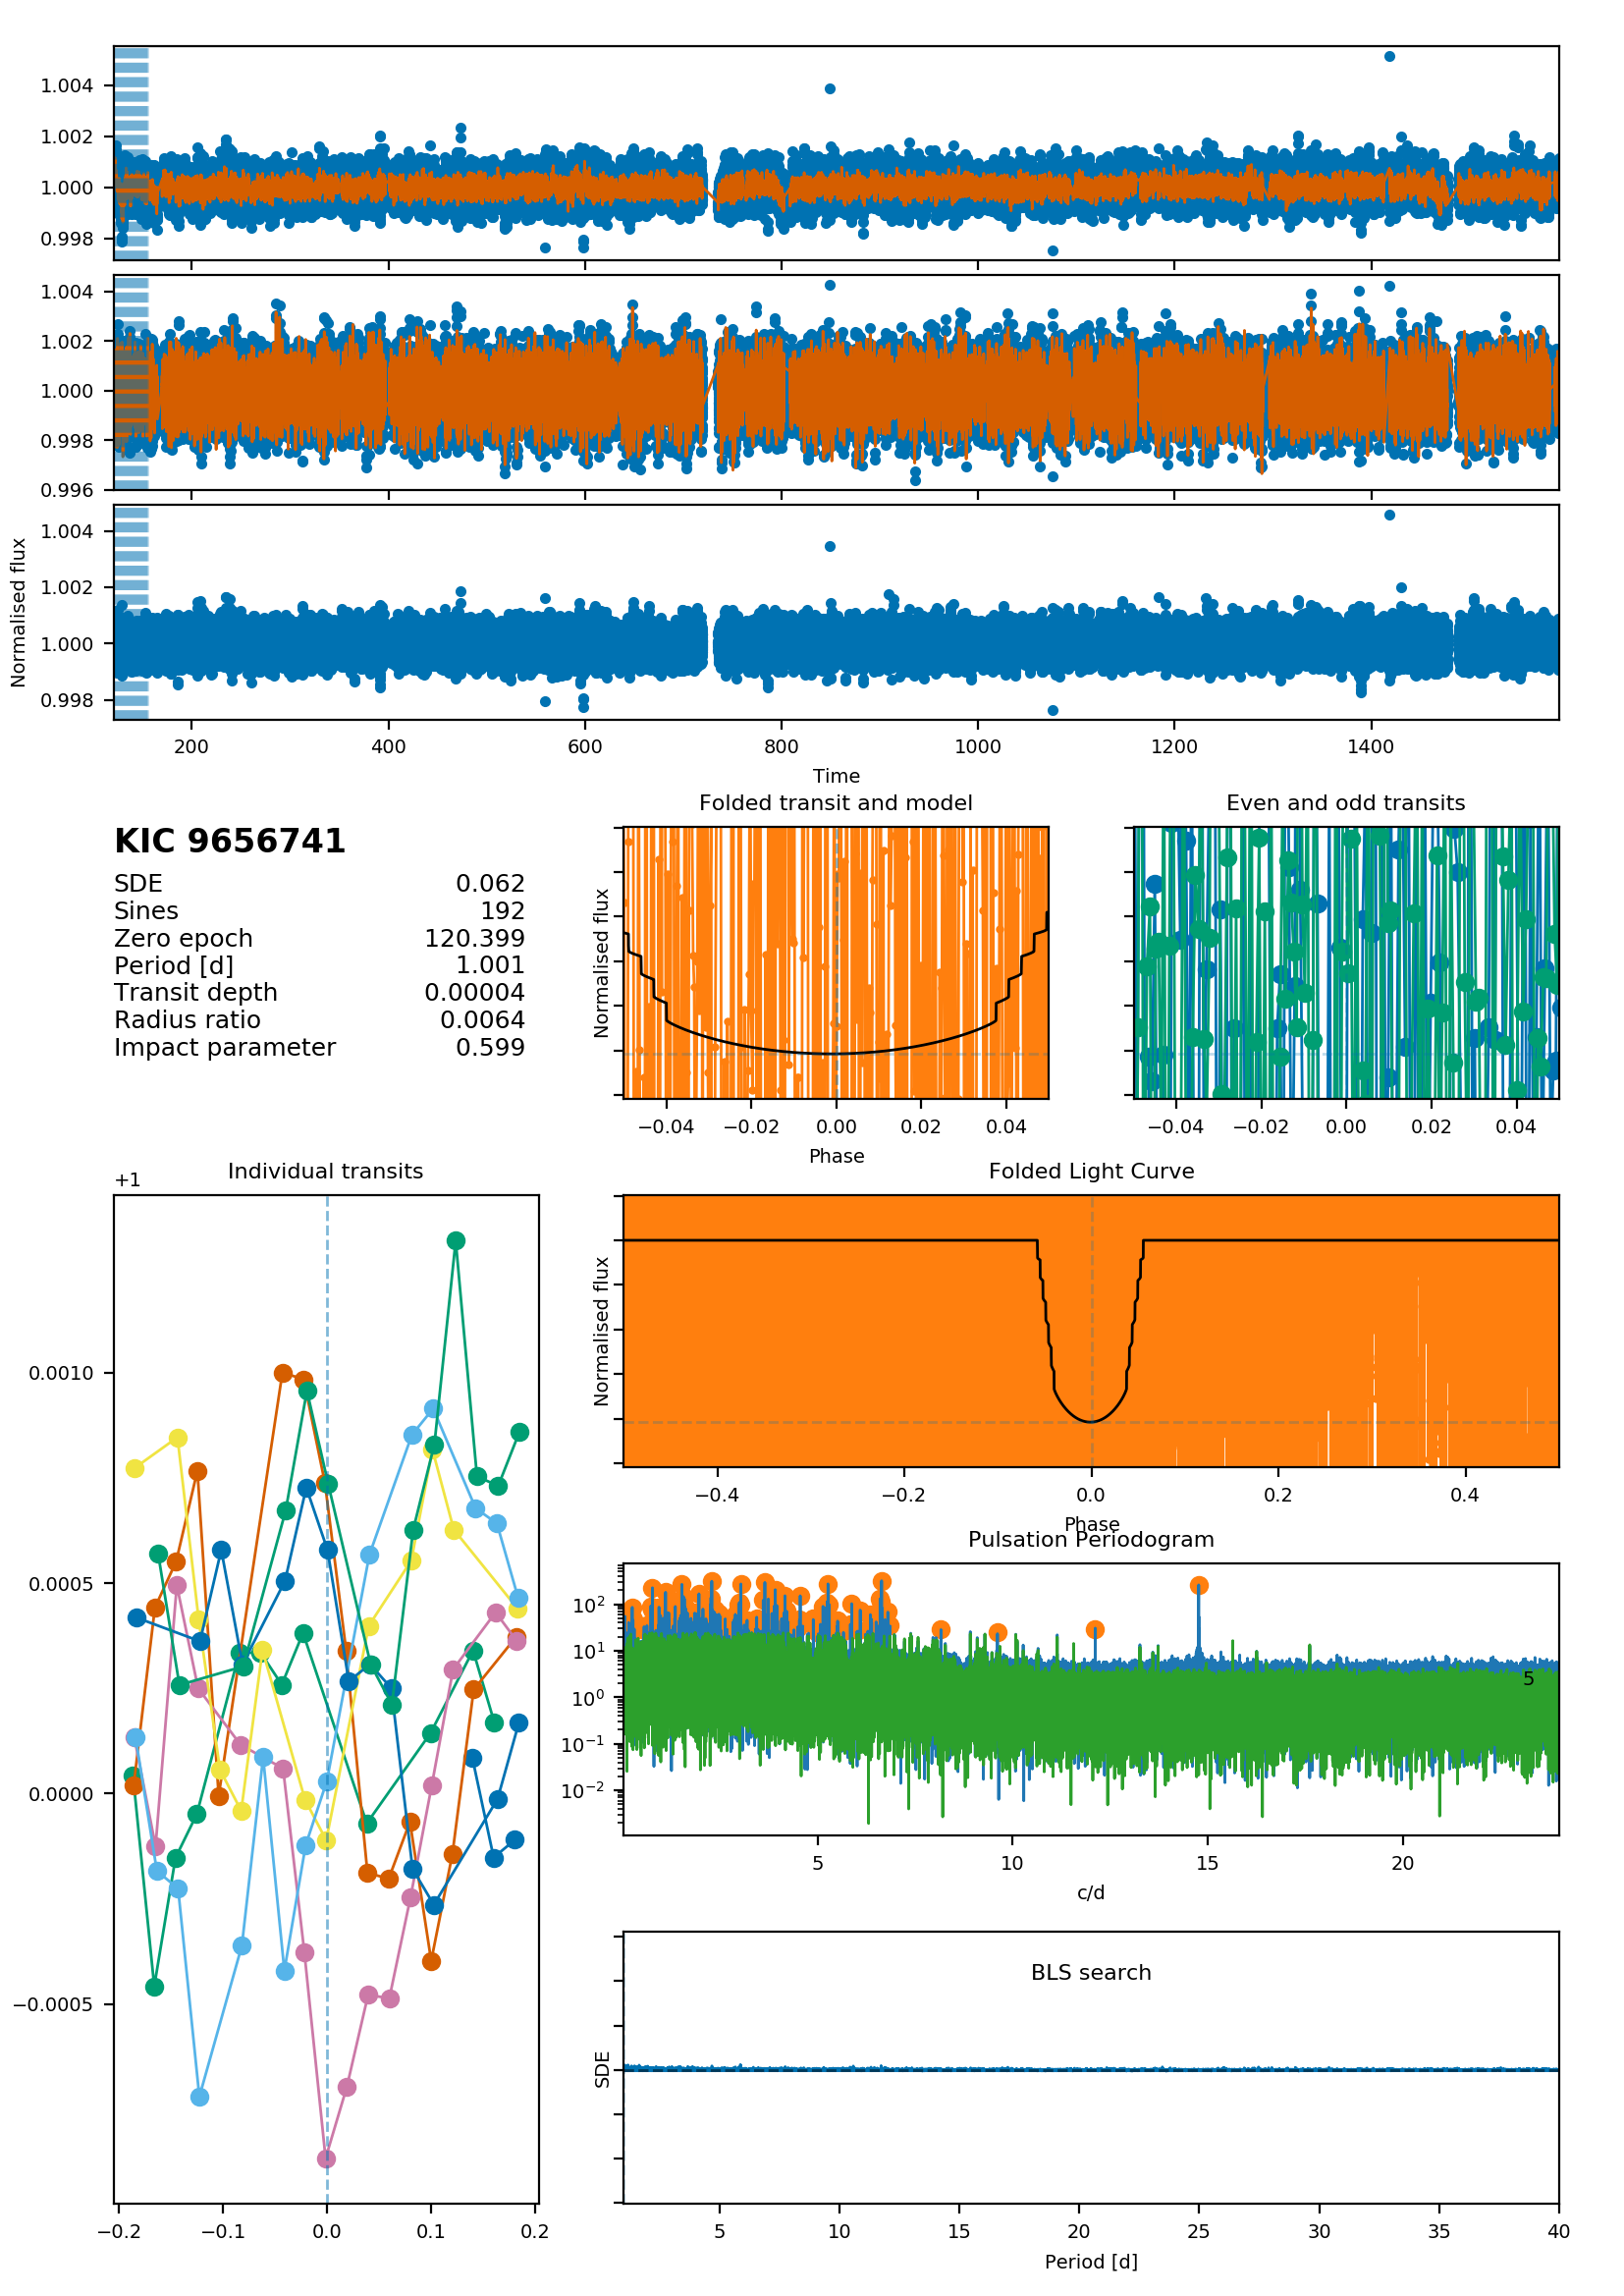 1.004
1.002
1.000
0.998
1.004
1.002
1.000
0.998
0.996
1.004
1.002
1.000
0.998
Normalised flux
200 400 600 800 1000 1200 1400
Time
KIC 9656741
SDE 0.062
Sines 192
Zero epoch 120.399
Period [d] 1.001
Transit depth 0.00004
Radius ratio 0.0064
Impact parameter 0.599
Folded transit and model
Normalised flux
−0.04 −0.02 0.00 0.02 0.04
Phase
Even and odd transits
−0.04 −0.02 0.00 0.02 0.04
Individual transits
+1
0.0010
0.0005
0.0000
−0.0005
−0.2 −0.1 0.0 0.1 0.2
Folded Light Curve
Normalised flux
−0.4 −0.2 0.0 0.2 0.4
Phase
Pulsation Periodogram
10²
10¹
10⁰
10⁻¹
10⁻²
5
5 10 15 20
c/d
BLS search
SDE
5 10 15 20 25 30 35 40
Period [d]